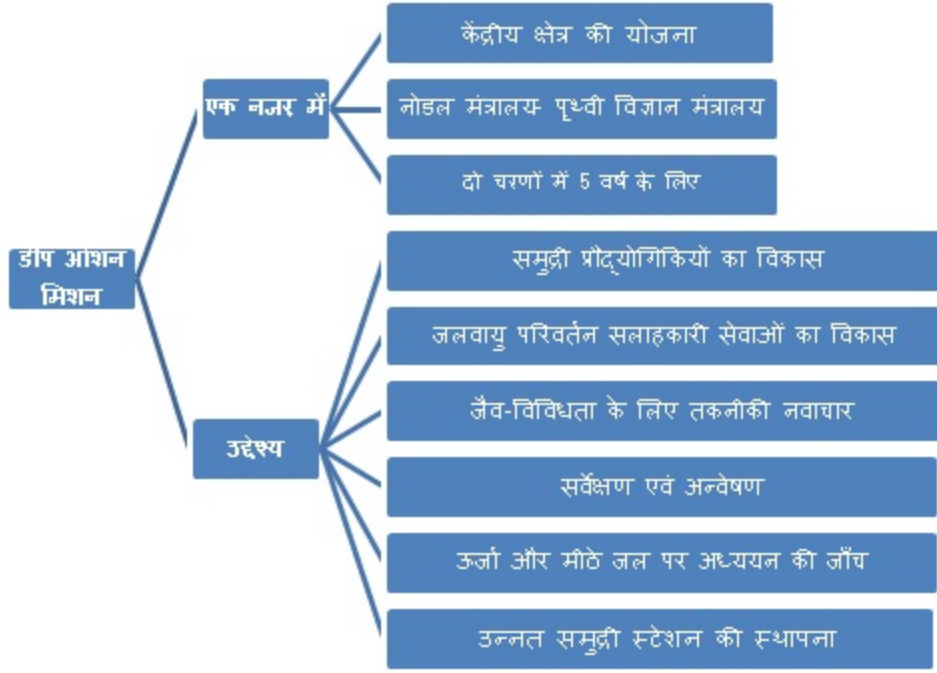 डीप ओशन
मिशन
एक नजर में
केंद्रीय क्षेत्र की योजना
नोडल मंत्रालय- पृथ्वी विज्ञान मंत्रालय
दो चरणों में 5 वर्ष के लिए
उद्देश्य
समुद्री प्रौद्योगिकियों का विकास
जलवायु परिवर्तन सलाहकारी सेवाओं का विकास
जैव-विविधता के लिए तकनीकी नवाचार
सर्वेक्षण एवं अन्वेषण
ऊर्जा और मीठे जल पर अध्ययन की जाँच
उन्नत समुद्री स्टेशन की स्थापना